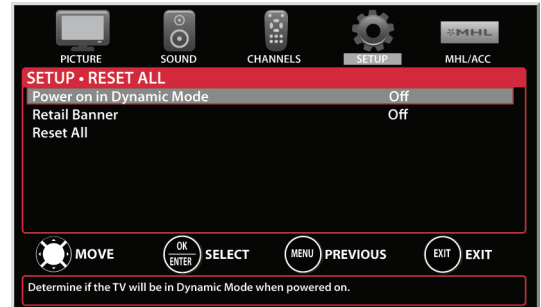 MHL
PICTURE SOUND CHANNELS SETUP MHL/ACC
SETUP • RESET ALL
Power on in Dynamic Mode Off
Retail Banner Off
Reset All
MOVE OK ENTER SELECT MENU PREVIOUS EXIT EXIT
Determine if the TV will be in Dynamic Mode when powered on.